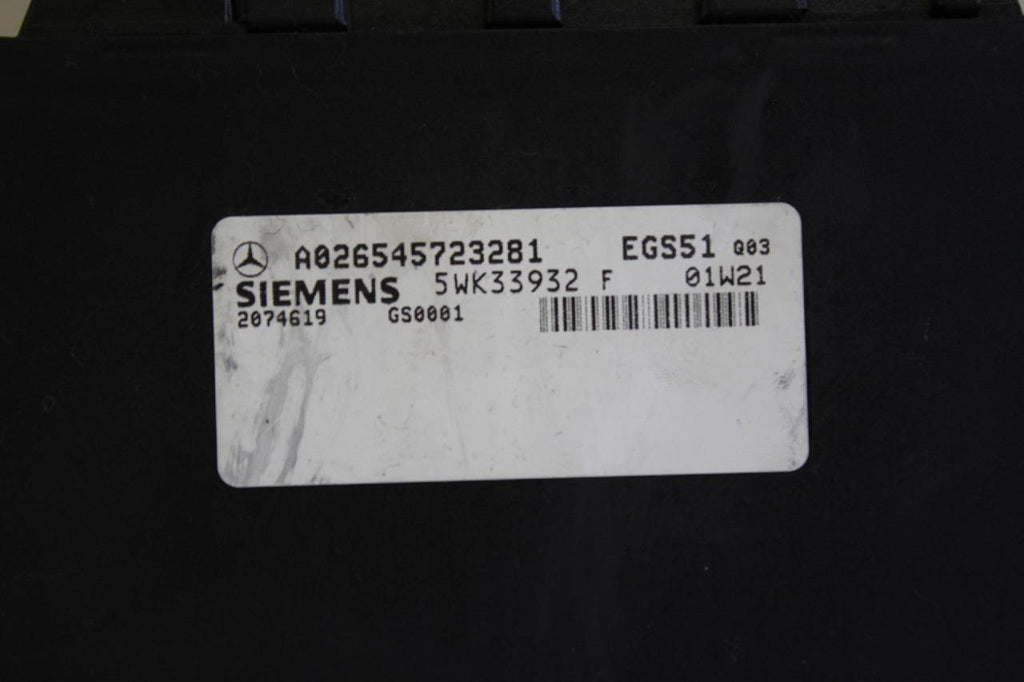 A026545723281 EGS51 Q03
SIEMENS 5WK33932 F 01W21
2074619 GS0001